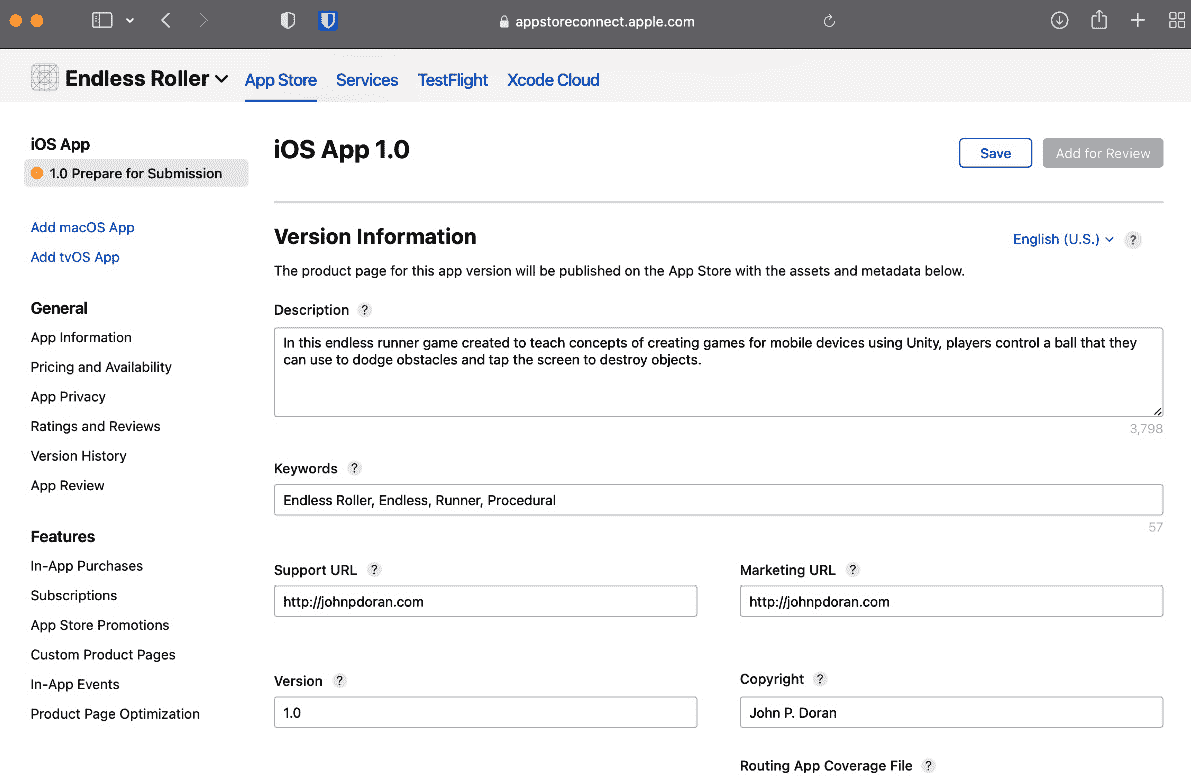 appstoreconnect.apple.com
Endless Roller App Store Services TestFlight Xcode Cloud
iOS App
1.0 Prepare for Submission
Add macOS App
Add tvOS App
General
App Information
Pricing and Availability
App Privacy
Ratings and Reviews
Version History
App Review
Features
In-App Purchases
Subscriptions
App Store Promotions
Custom Product Pages
In-App Events
Product Page Optimization
iOS App 1.0
Save Add for Review
Version Information
English (U.S.) ?
The product page for this app version will be published on the App Store with the assets and metadata below.
Description ?
In this endless runner game created to teach concepts of creating games for mobile devices using Unity, players control a ball that they
can use to dodge obstacles and tap the screen to destroy objects.
3,798
Keywords ?
Endless Roller, Endless, Runner, Procedural
57
Support URL ? Marketing URL ?
http://johnpdoran.com http://johnpdoran.com
Version ? Copyright ?
1.0 John P. Doran
Routing App Coverage File ?